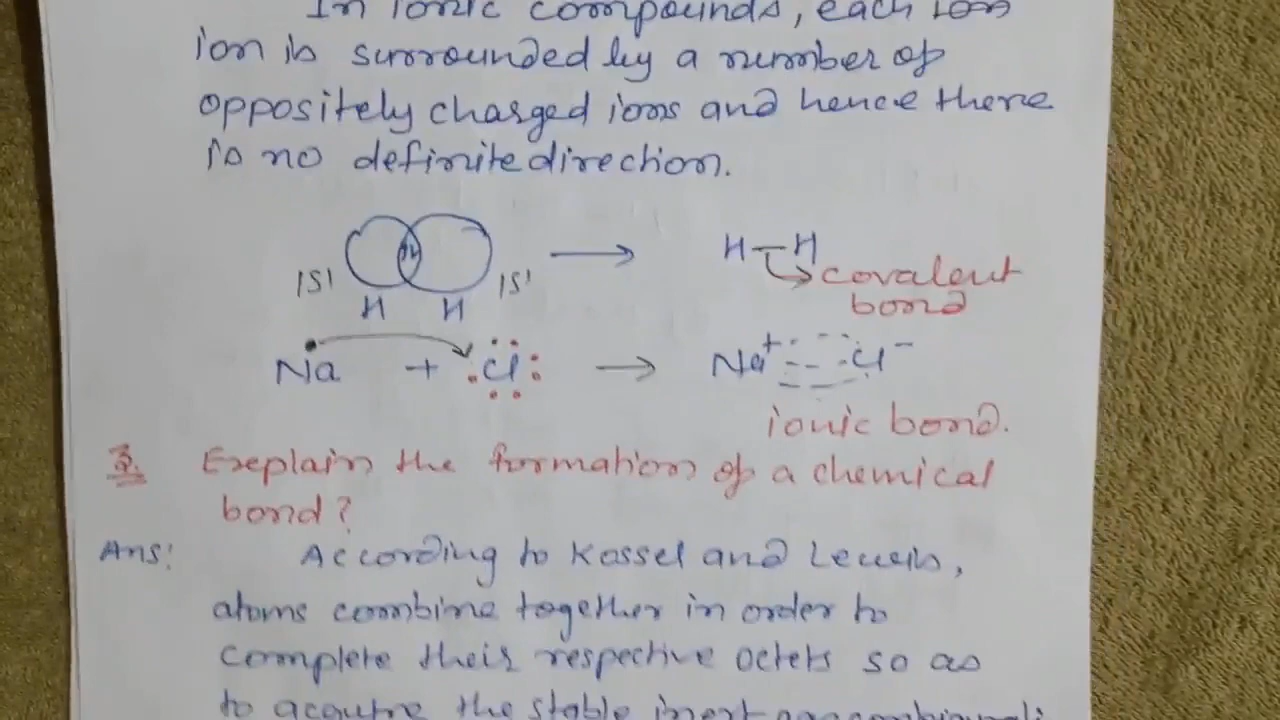 In ionic compounds, each ion
ion is surrounded by a number of
oppositely charged ions and hence there
is no definite direction.
1S1 H H 1S1 → H-H
covalent
bond
Na + Cl → Na+ Cl-
ionic bond.
Q. Explain the formation of a chemical
bond?
Ans: According to Kossel and Lewis,
atoms combine together in order to
complete their respective octets so as
to acquire the stable inert gas